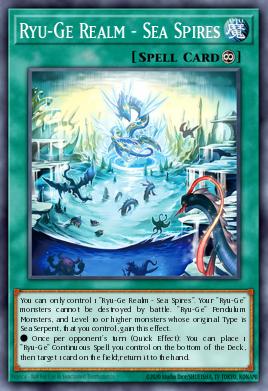 Ryu-Ge Realm - Sea Spires
魔
[Spell Card]
You can only control 1 "Ryu-Ge Realm - Sea Spires". Your "Ryu-Ge"
monsters cannot be destroyed by battle. "Ryu-Ge" Pendulum
Monsters, and Level 10 or higher monsters whose original Type is
Sea Serpent, that you control, gain this effect.
● Once per opponent's turn (Quick Effect): You can place 1
"Ryu-Ge" Continuous Spell you control on the bottom of the Deck,
then target 1 card on the field; return it to the hand.